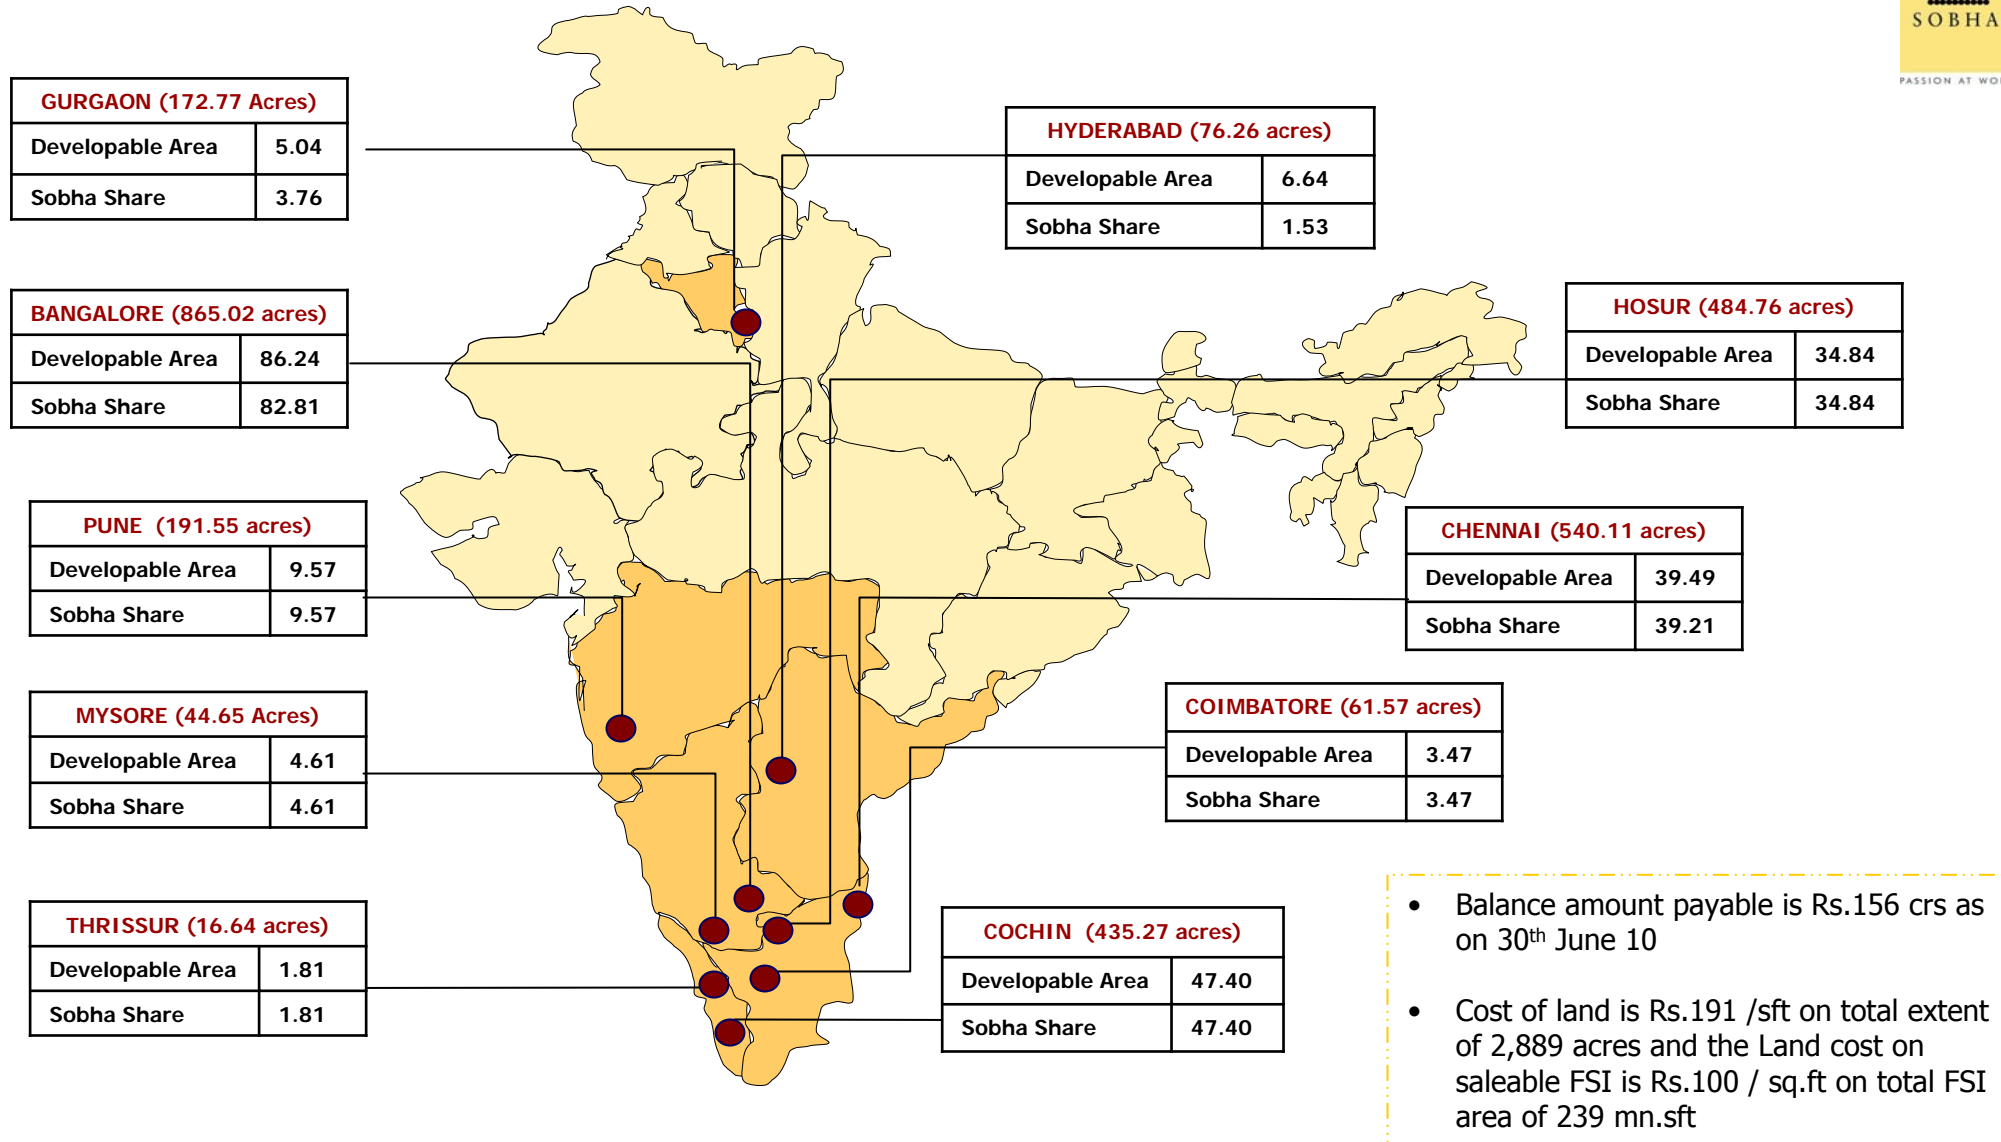 SOBHA
PASSION AT WO
GURGAON (172.77 Acres)
Developable Area 5.04
Sobha Share 3.76
HYDERABAD (76.26 acres)
Developable Area 6.64
Sobha Share 1.53
BANGALORE (865.02 acres)
Developable Area 86.24
Sobha Share 82.81
HOSUR (484.76 acres)
Developable Area 34.84
Sobha Share 34.84
PUNE (191.55 acres)
Developable Area 9.57
Sobha Share 9.57
CHENNAI (540.11 acres)
Developable Area 39.49
Sobha Share 39.21
MYSORE (44.65 Acres)
Developable Area 4.61
Sobha Share 4.61
COIMBATORE (61.57 acres)
Developable Area 3.47
Sobha Share 3.47
THRISSUR (16.64 acres)
Developable Area 1.81
Sobha Share 1.81
COCHIN (435.27 acres)
Developable Area 47.40
Sobha Share 47.40
• Balance amount payable is Rs.156 crs as
on 30th June 10
• Cost of land is Rs.191 /sft on total extent
of 2,889 acres and the Land cost on
saleable FSI is Rs.100 / sq.ft on total FSI
area of 239 mn.sft